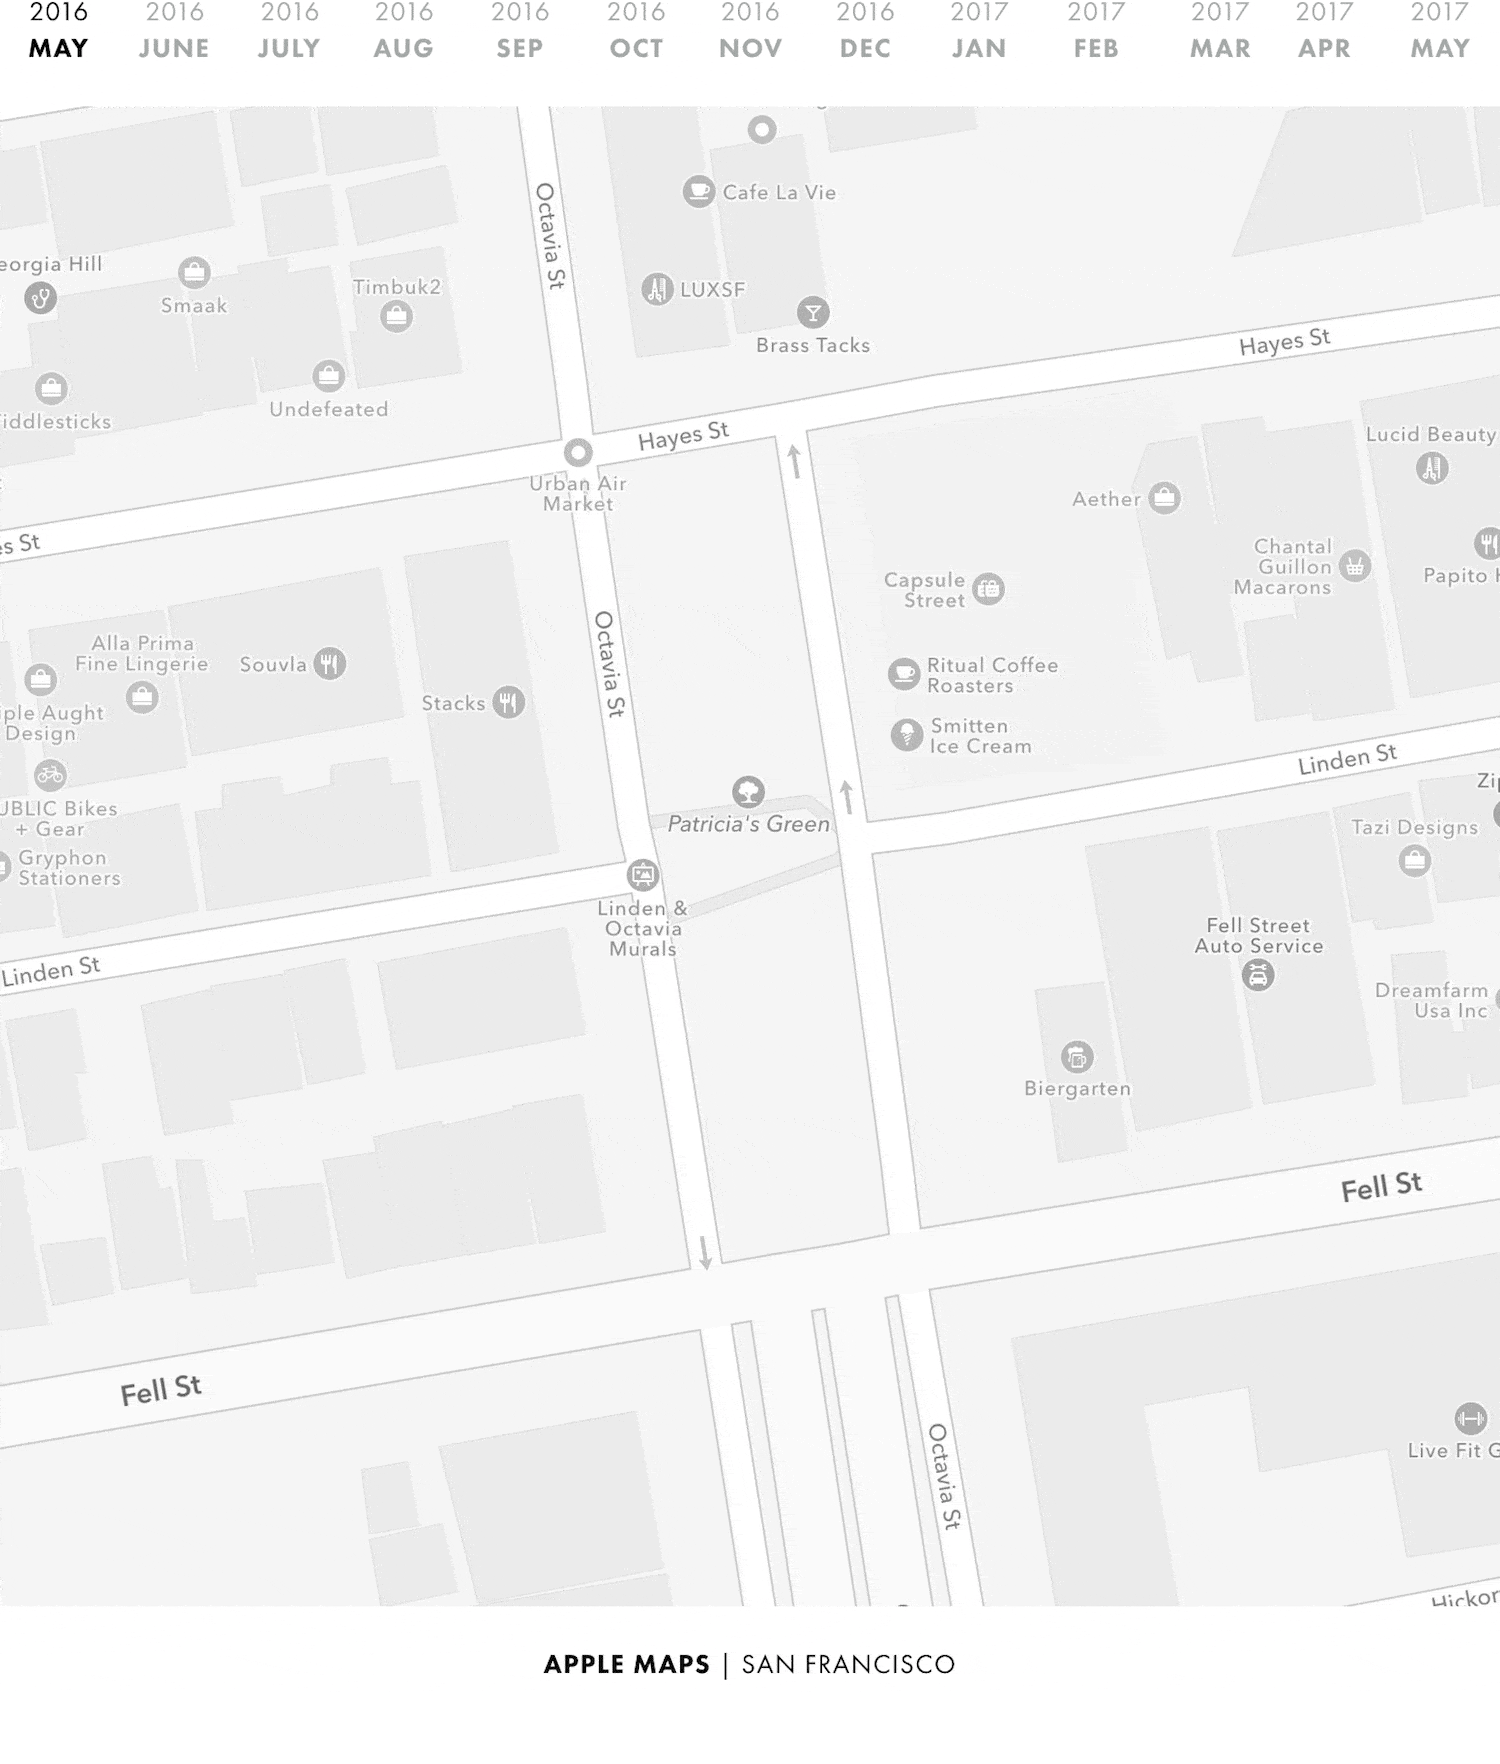 2016 2016 2016 2016 2016 2016 2016 2016 2017 2017 2017 2017 2017
MAY JUNE JULY AUG SEP OCT NOV DEC JAN FEB MAR APR MAY
Octavia St
Cafe La Vie
eorgia Hill
Smaak
Timbuk2
LUXSF
Brass Tacks
Hayes St
iddlesticks
Undefeated
Hayes St
Lucid Beauty
Urban Air
Market
Aether
es St
Chantal
Guillon
Macarons
Papito
Capsule
Street
Octavia St
Alla Prima
Fine Lingerie
Souvla
Stacks
Ritual Coffee
Roasters
iple Aught
Design
Smitten
Ice Cream
Linden St
Zip
UBLIC Bikes
+ Gear
Patricia's Green
Tazi Designs
Gryphon
Stationers
Linden &
Octavia
Murals
Fell Street
Auto Service
Linden St
Dreamfarm
Usa Inc
Biergarten
Fell St
Fell St
Octavia St
Live Fit G
Hickor
APPLE MAPS | SAN FRANCISCO